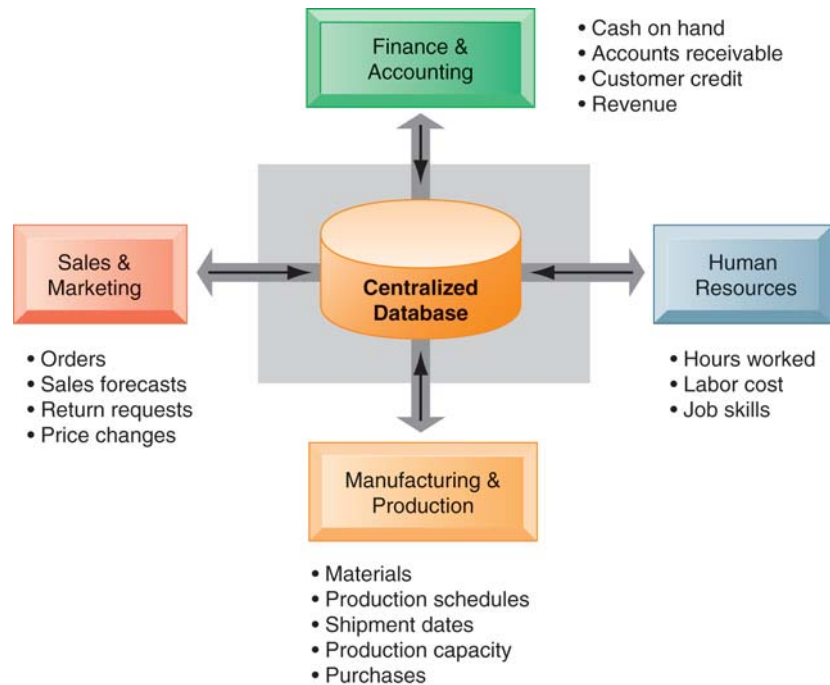 Finance &
Accounting
• Cash on hand
• Accounts receivable
• Customer credit
• Revenue
Sales &
Marketing
• Orders
• Sales forecasts
• Return requests
• Price changes
Centralized
Database
Human
Resources
• Hours worked
• Labor cost
• Job skills
Manufacturing &
Production
• Materials
• Production schedules
• Shipment dates
• Production capacity
• Purchases